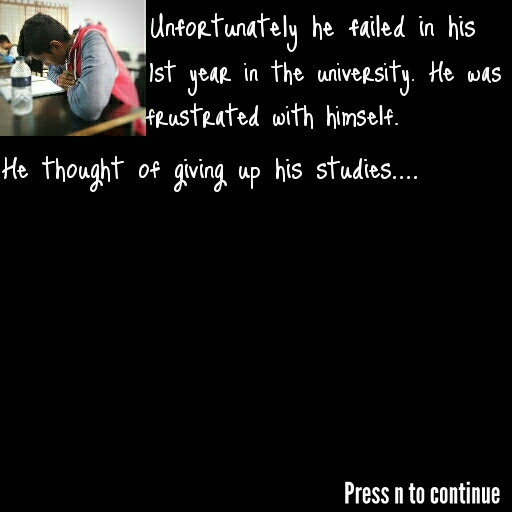 Unfortunately he failed in his
1st year in the university. He was
frustrated with himself.
He thought of giving up his studies....
Press n to continue